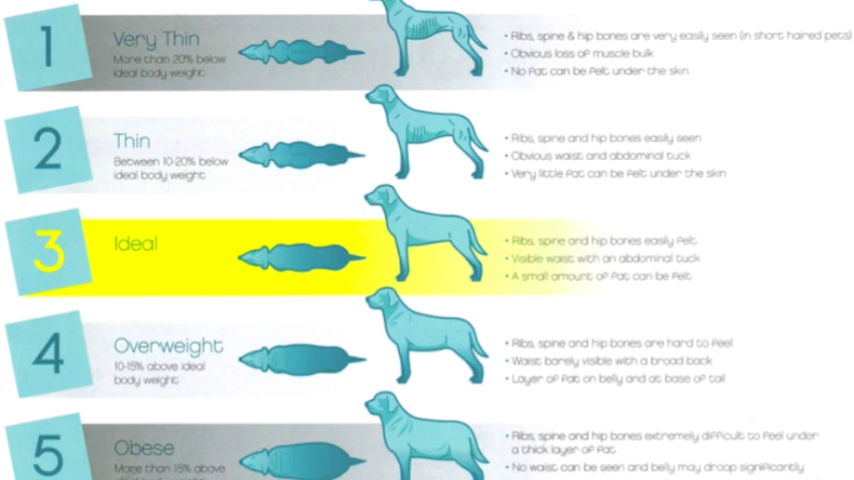 1
Very Thin
More than 20% below
ideal body weight
• Ribs, spine & hip bones are very easily seen (in short haired pets)
• Obvious loss of muscle bulk
• No fat can be felt under the skin
2
Thin
Between 10-20% below
ideal body weight
• Ribs, spine and hip bones easily seen
• Obvious waist and abdominal tuck
• Very little fat can be felt under the skin
3
Ideal
• Ribs, spine and hip bones easily felt
• Visible waist with an abdominal tuck
• A small amount of fat can be felt
4
Overweight
10-15% above ideal
body weight
• Ribs, spine and hip bones are hard to feel
• Waist barely visible with a broad back
• Layer of fat on belly and at base of tail
5
Obese
More than 15% above
• Ribs, spine and hip bones extremely difficult to feel under
a thick layer of fat
• No waist can be seen and belly may droop significantly